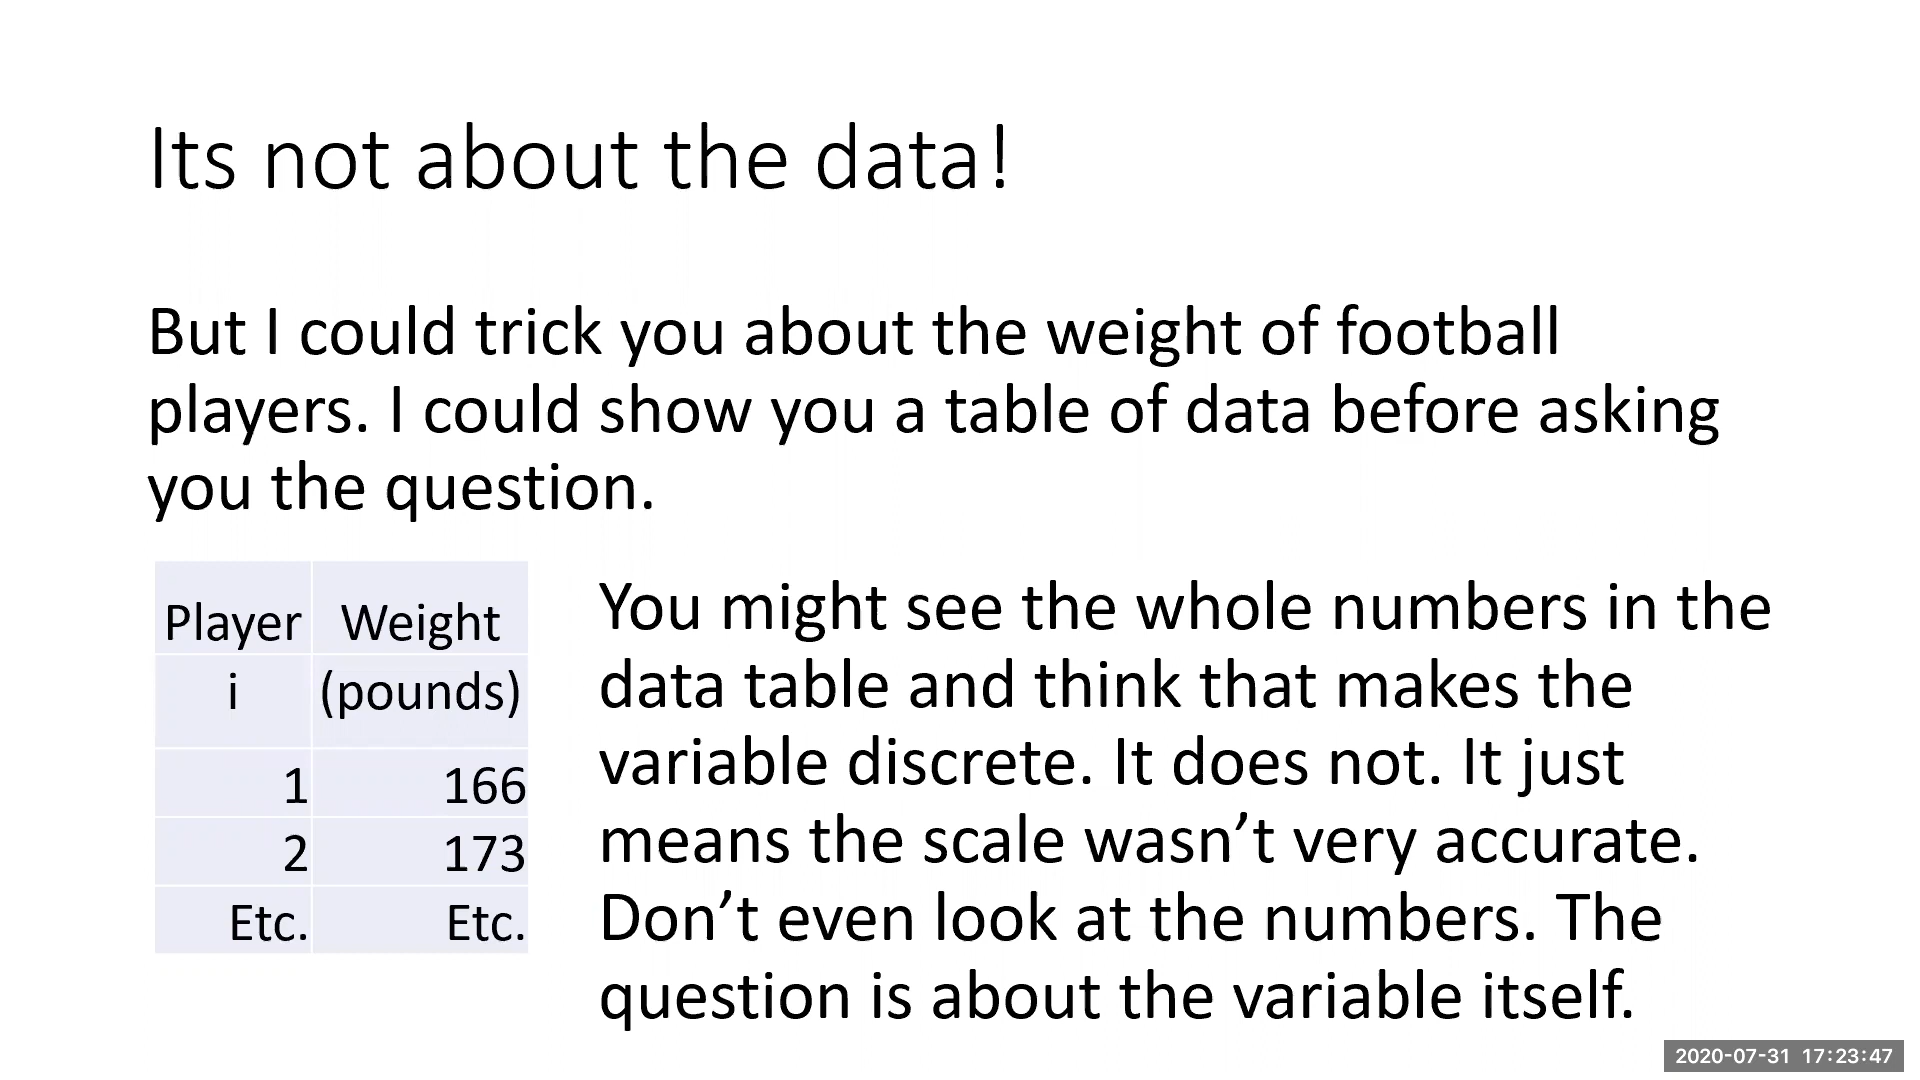 Its not about the data!
But I could trick you about the weight of football
players. I could show you a table of data before asking
you the question.
Player Weight
i (pounds)
1 166
2 173
Etc. Etc.
You might see the whole numbers in the
data table and think that makes the
variable discrete. It does not. It just
means the scale wasn’t very accurate.
Don’t even look at the numbers. The
question is about the variable itself.
2020-07-31 17:23:47